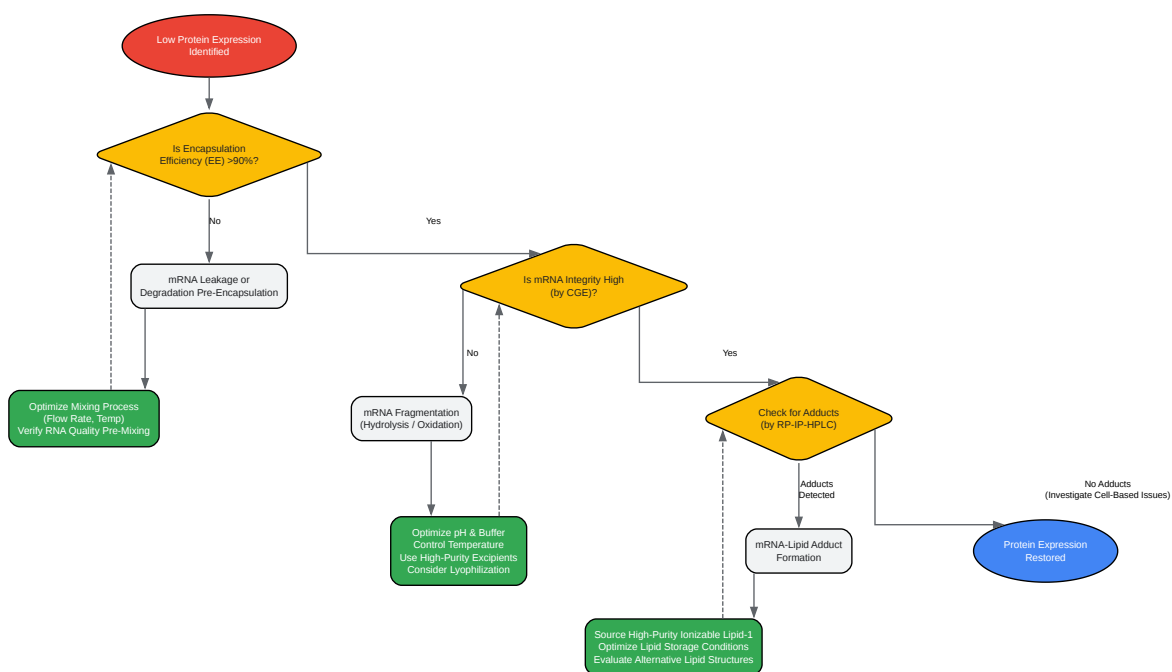 Low Protein Expression
Identified
Is Encapsulation
Efficiency (EE) >90%?
No
Yes
mRNA Leakage or
Degradation Pre-Encapsulation
Is mRNA Integrity High
(by CGE)?
Optimize Mixing Process
(Flow Rate, Temp)
Verify RNA Quality Pre-Mixing
No
Yes
mRNA Fragmentation
(Hydrolysis / Oxidation)
Check for Adducts
(by RP-IP-HPLC)
Adducts
Detected
No Adducts
(Investigate Cell-Based Issues)
Optimize pH & Buffer
Control Temperature
Use High-Purity Excipients
Consider Lyophilization
mRNA-Lipid Adduct
Formation
Protein Expression
Restored
Source High-Purity Ionizable Lipid-1
Optimize Lipid Storage Conditions
Evaluate Alternative Lipid Structures